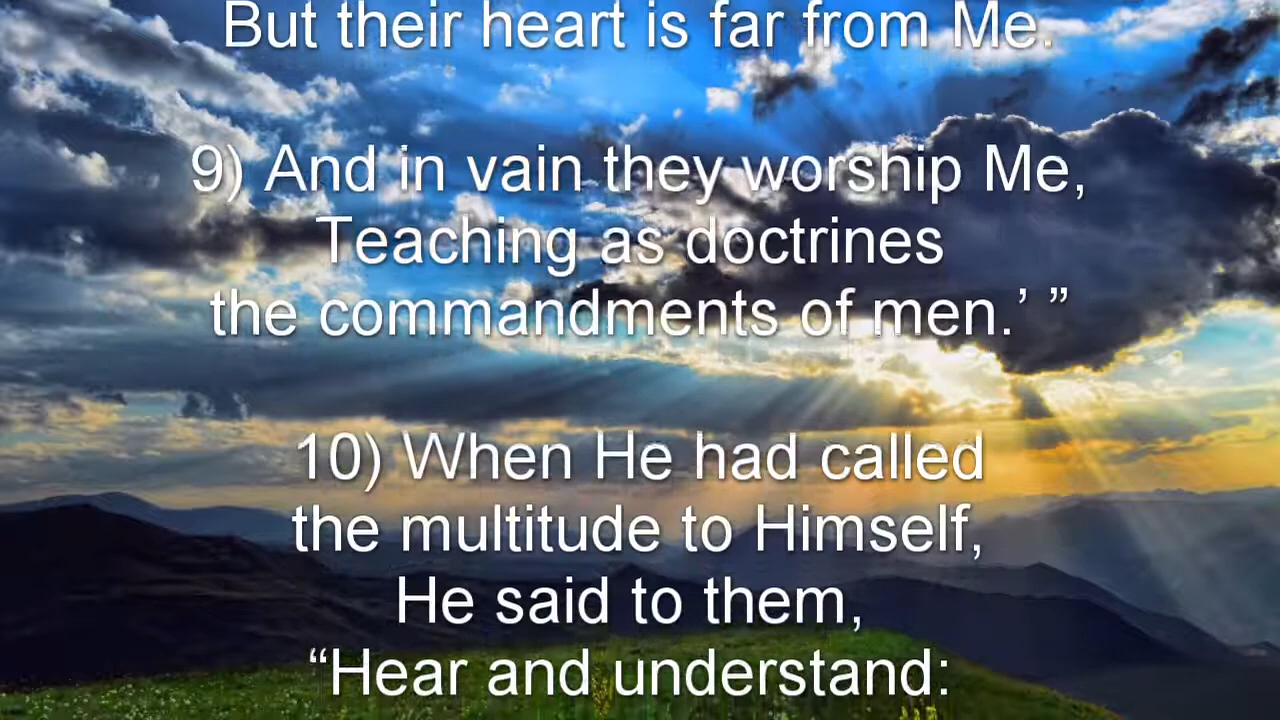 But their heart is far from Me.
9) And in vain they worship Me,
Teaching as doctrines
the commandments of men.’ ”
10) When He had called
the multitude to Himself,
He said to them,
“Hear and understand: